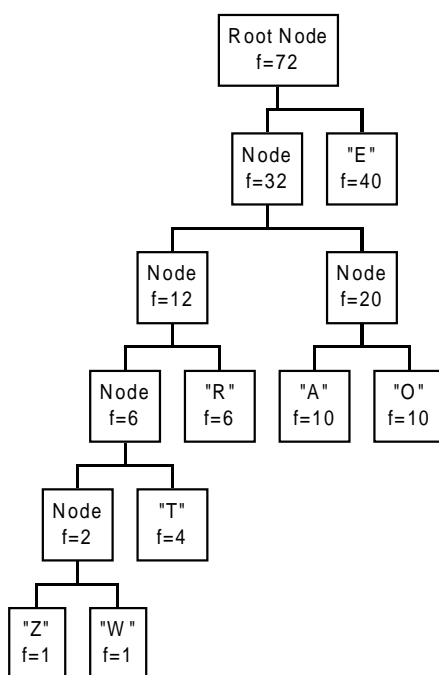 Root Node
f=72
Node
f=32
"E"
f=40
Node
f=12
Node
f=20
Node
f=6
"R"
f=6
"A"
f=10
"O"
f=10
Node
f=2
"T"
f=4
"Z"
f=1
"W"
f=1